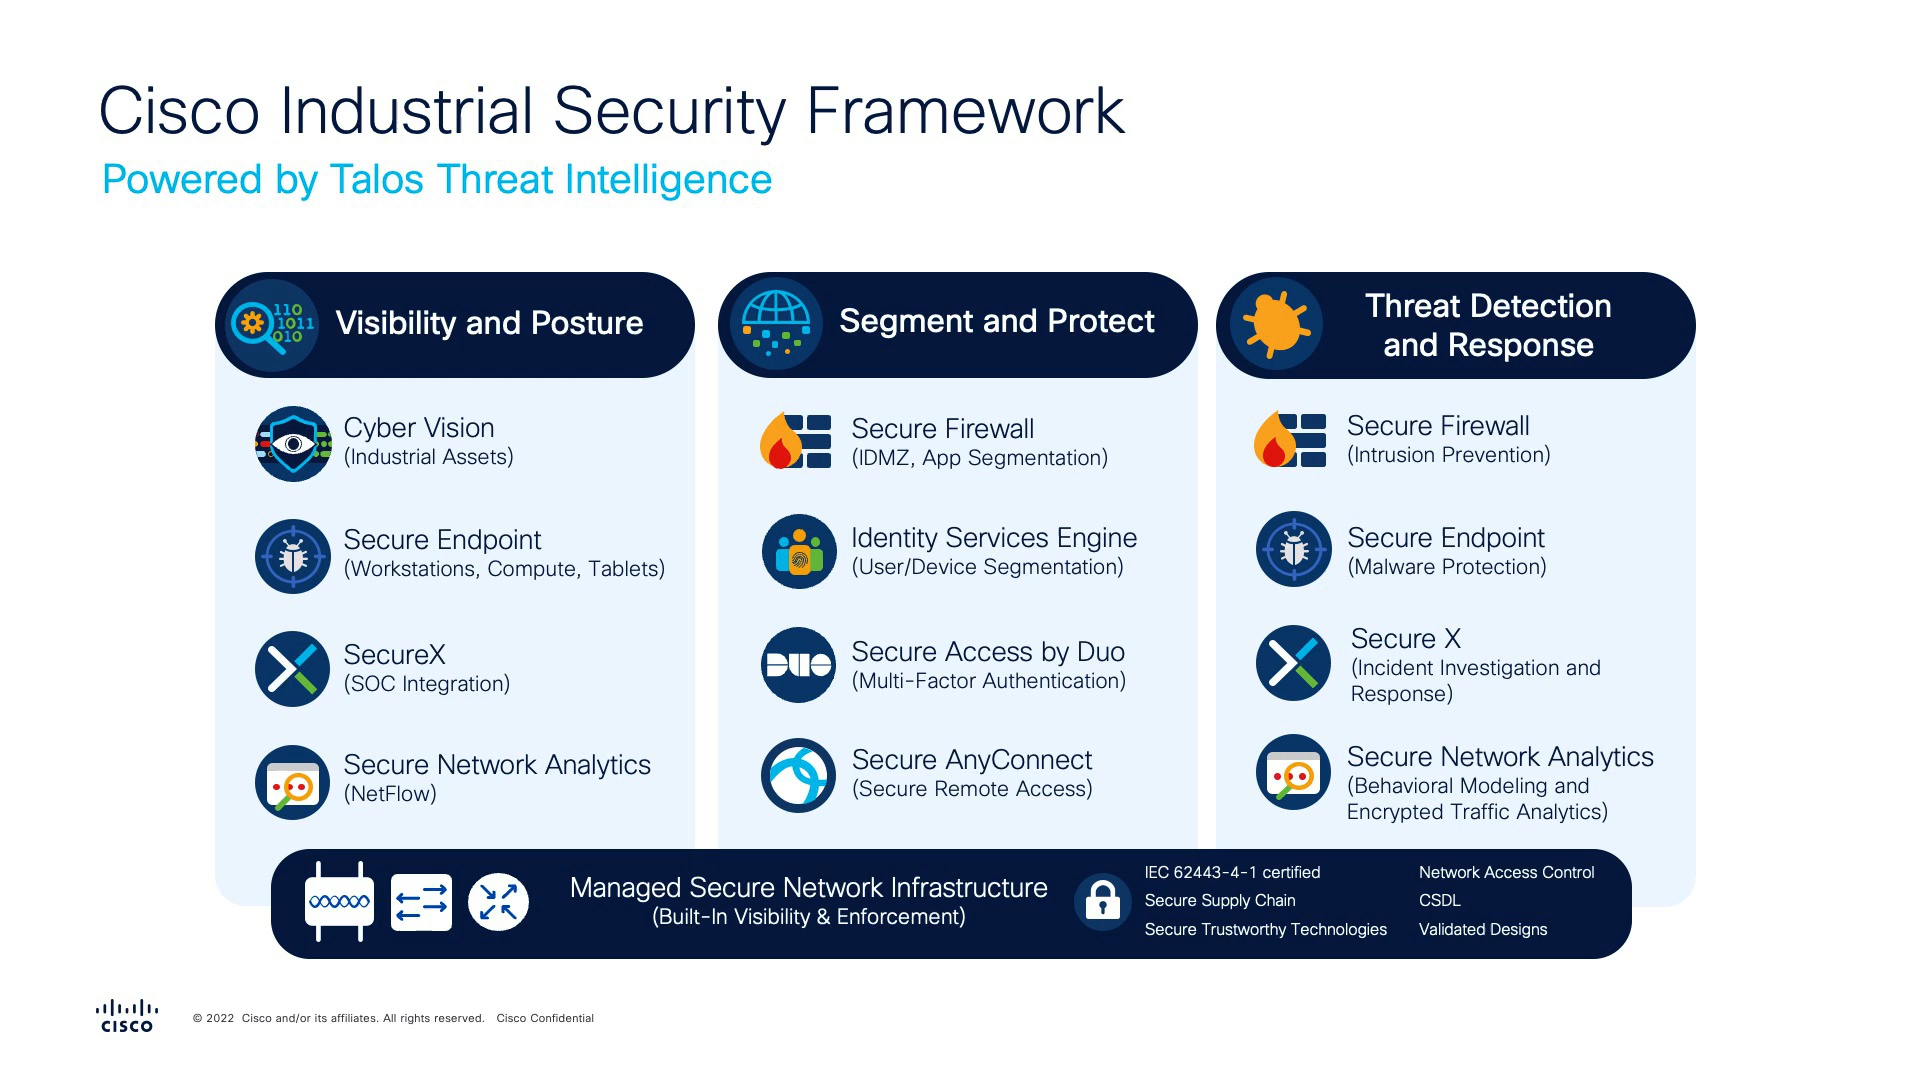 Cisco Industrial Security Framework
Powered by Talos Threat Intelligence
110
1011
010
Visibility and Posture
Cyber Vision
(Industrial Assets)
Secure Endpoint
(Workstations, Compute, Tablets)
SecureX
(SOC Integration)
Secure Network Analytics
(NetFlow)
Segment and Protect
Secure Firewall
(IDMZ, App Segmentation)
Identity Services Engine
(User/Device Segmentation)
DUO
Secure Access by Duo
(Multi-Factor Authentication)
Secure AnyConnect
(Secure Remote Access)
Threat Detection
and Response
Secure Firewall
(Intrusion Prevention)
Secure Endpoint
(Malware Protection)
Secure X
(Incident Investigation and
Response)
Secure Network Analytics
(Behavioral Modeling and
Encrypted Traffic Analytics)
Managed Secure Network Infrastructure
(Built-In Visibility & Enforcement)
IEC 62443-4-1 certified
Secure Supply Chain
Secure Trustworthy Technologies
Network Access Control
CSDL
Validated Designs
CISCO
© 2022 Cisco and/or its affiliates. All rights reserved. Cisco Confidential